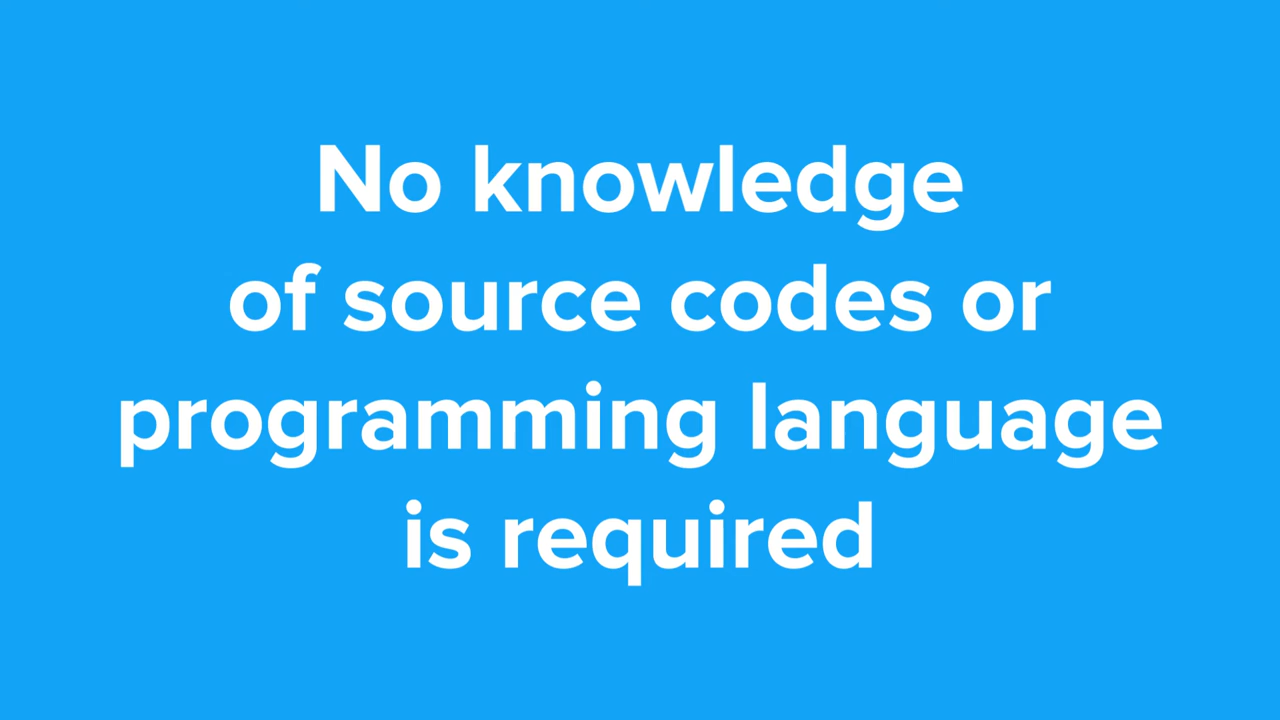 No knowledge
of source codes or
programming language
is required